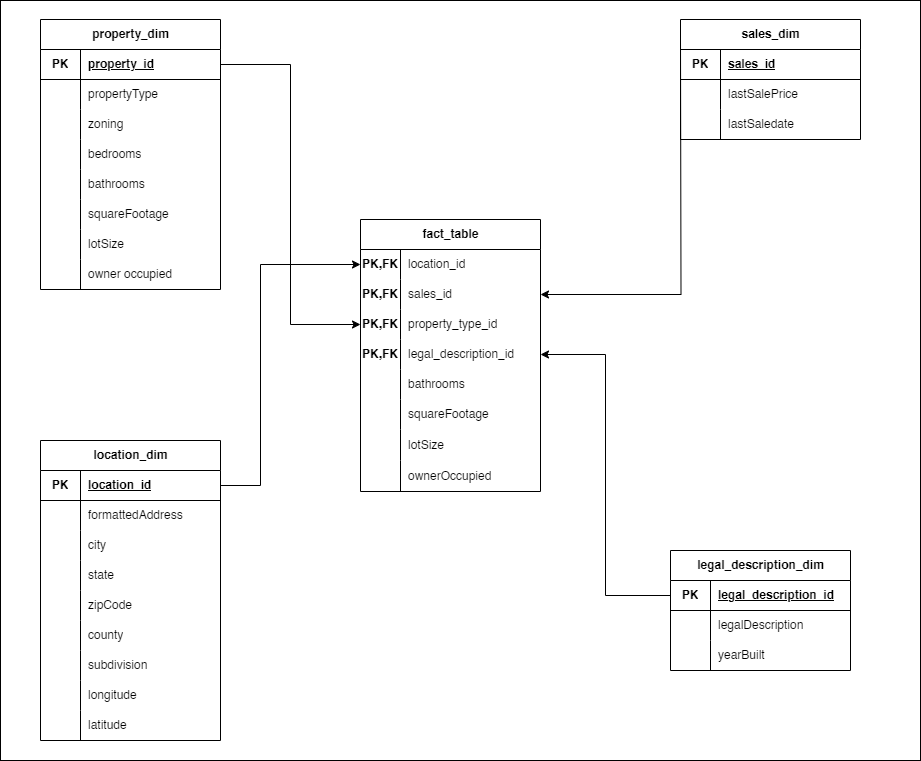 property_dim
PK property_id
propertyType
zoning
bedrooms
bathrooms
squareFootage
lotSize
owner occupied
sales_dim
PK sales_id
lastSalePrice
lastSaledate
fact_table
PK,FK location_id
PK,FK sales_id
PK,FK property_type_id
PK,FK legal_description_id
bathrooms
squareFootage
lotSize
ownerOccupied
location_dim
PK location_id
formattedAddress
city
state
zipCode
county
subdivision
longitude
latitude
legal_description_dim
PK legal_description_id
legalDescription
yearBuilt